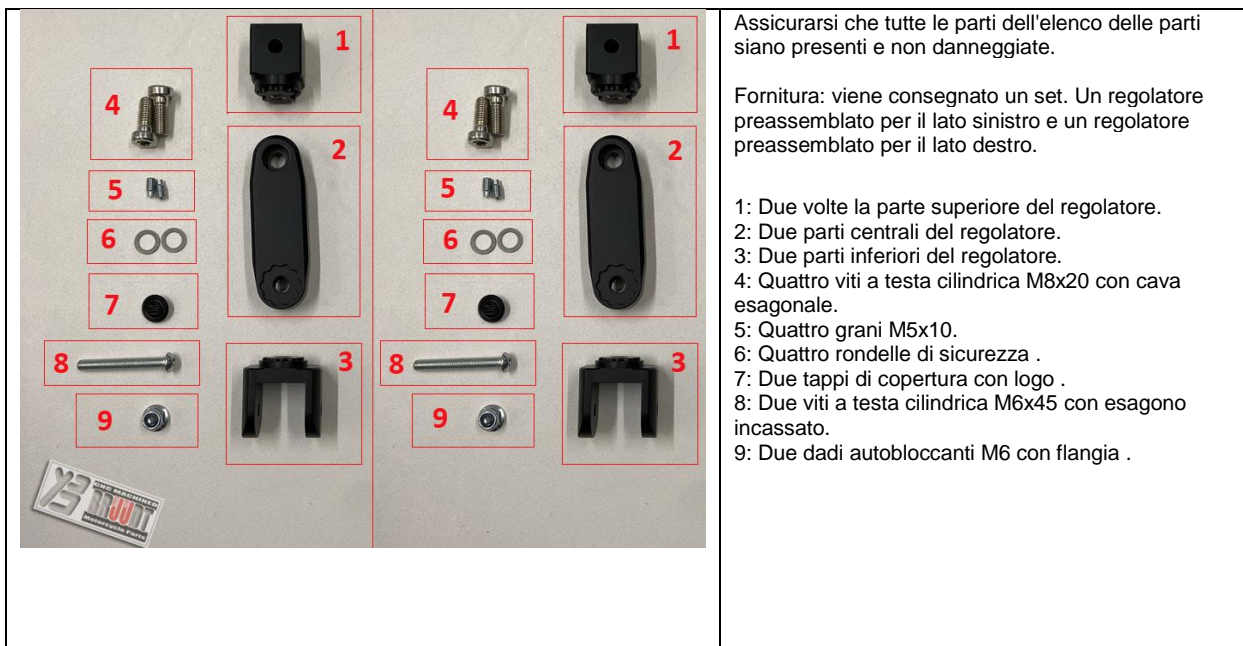 1
4
2
5
6
7
8
3
9
1
4
2
5
6
7
8
3
9
CNC MACHINED
Motorcycle Parts
Assicurarsi che tutte le parti dell'elenco delle parti
siano presenti e non danneggiate.
Fornitura: viene consegnato un set. Un regolatore
preassemblato per il lato sinistro e un regolatore
preassemblato per il lato destro.
1: Due volte la parte superiore del regolatore.
2: Due parti centrali del regolatore.
3: Due parti inferiori del regolatore.
4: Quattro viti a testa cilindrica M8x20 con cava
esagonale.
5: Quattro grani M5x10.
6: Quattro rondelle di sicurezza .
7: Due tappi di copertura con logo .
8: Due viti a testa cilindrica M6x45 con esagono
incassato.
9: Due dadi autobloccanti M6 con flangia .